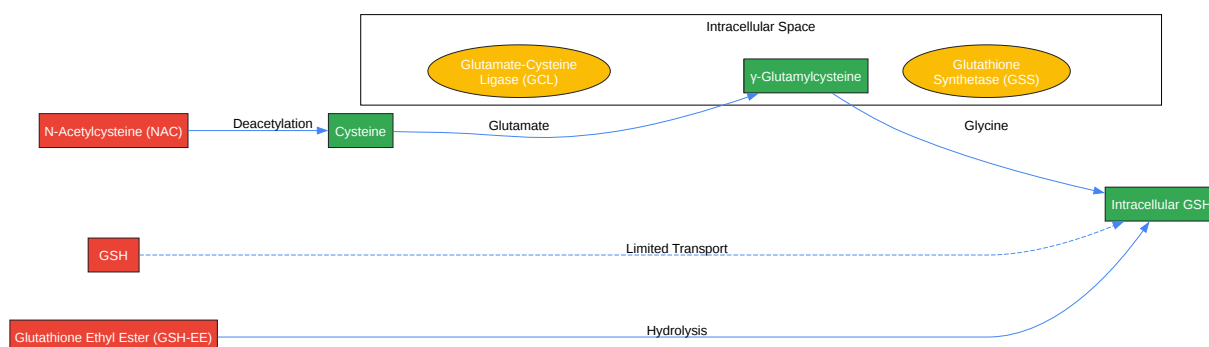 Intracellular Space
Glutamate-Cysteine
Ligase (GCL)
γ-Glutamylcysteine
Glutathione
Synthetase (GSS)
N-Acetylcysteine (NAC)
Deacetylation
Cysteine
Glutamate
Glycine
Intracellular GSH
GSH
Limited Transport
Glutathione Ethyl Ester (GSH-EE)
Hydrolysis